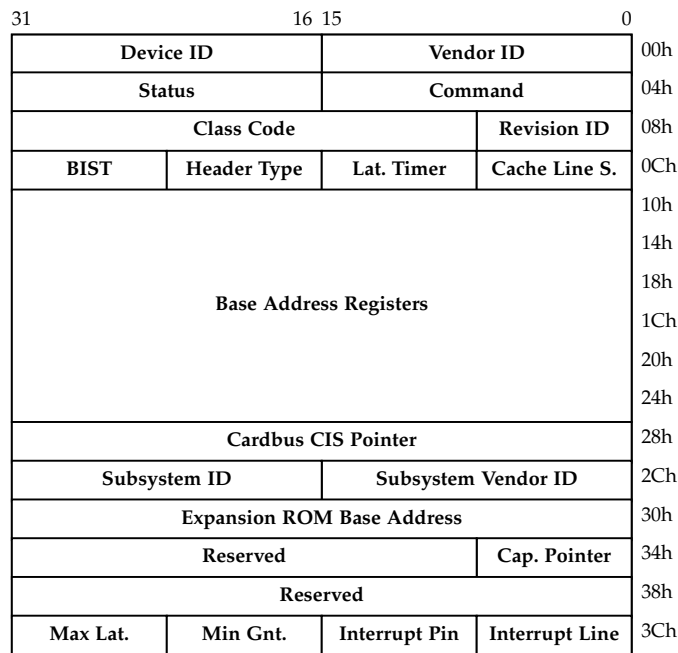 31 16 15 0
Device ID Vendor ID 00h
Status Command 04h
Class Code Revision ID 08h
BIST Header Type Lat. Timer Cache Line S. 0Ch
10h
14h
18h
Base Address Registers
1Ch
20h
24h
Cardbus CIS Pointer 28h
Subsystem ID Subsystem Vendor ID 2Ch
Expansion ROM Base Address 30h
Reserved Cap. Pointer 34h
Reserved 38h
Max Lat. Min Gnt. Interrupt Pin Interrupt Line 3Ch